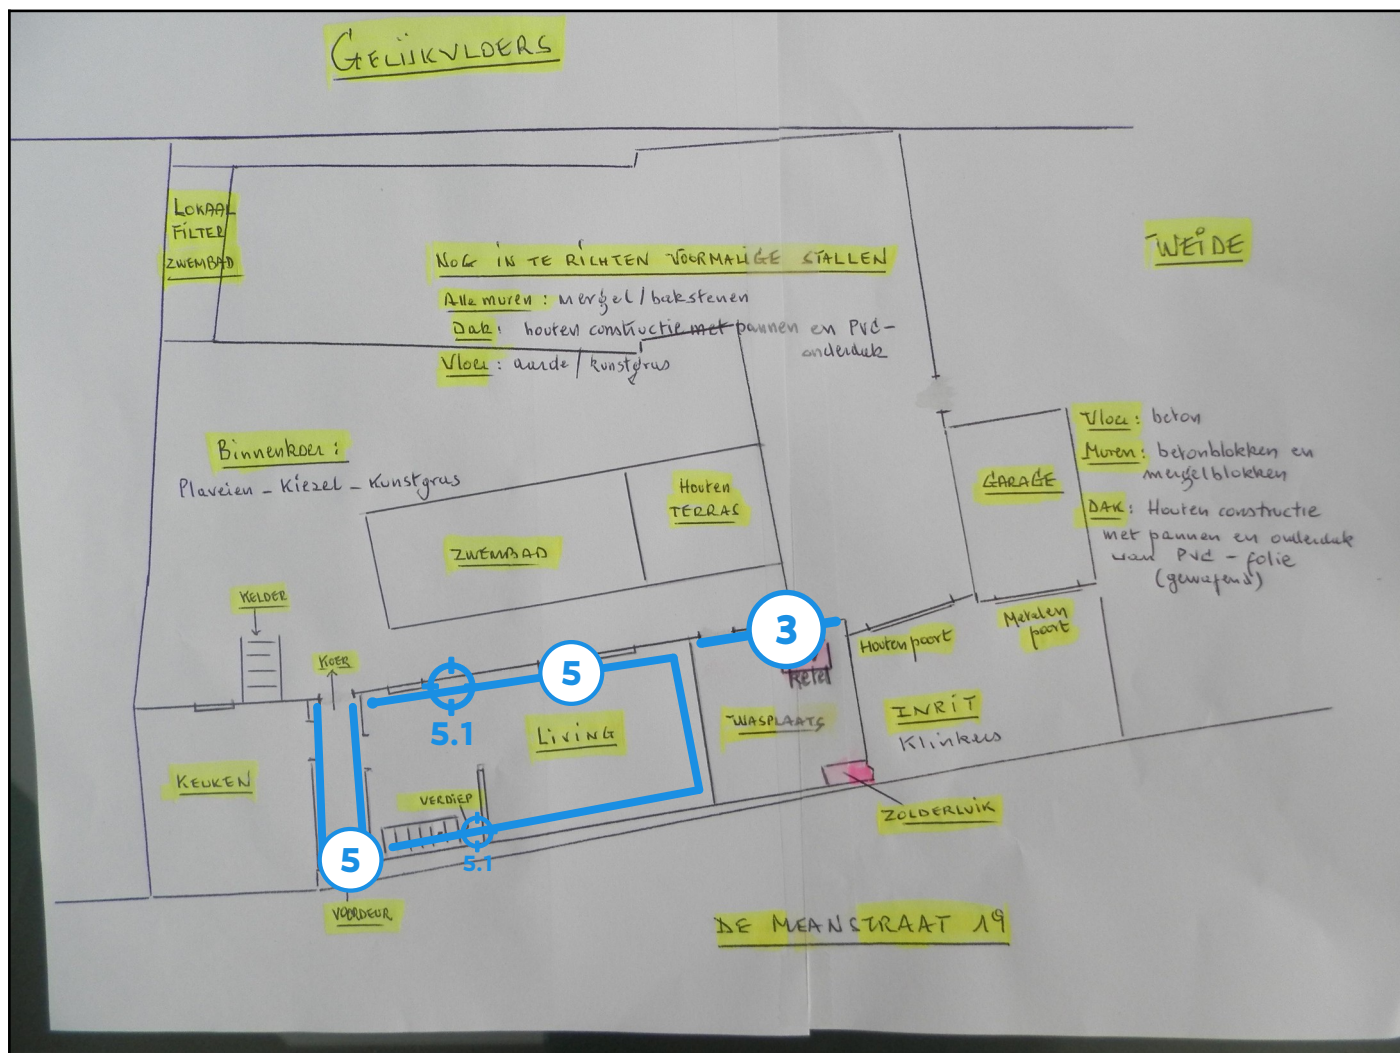 GELIJKVLOERS
LOKAAL
FILTER
ZWEMBAD
NOG IN TE RICHTEN VOORMALIGE STALLEN
Alle muren : mergel/bakstenen
Dak : houten constructie met pannen en PVC-
onderdak
Vloer : aarde / kunstgras
TWEIDE
Binnenkoer :
Plaveien - Kiezel - Kunstgras
Houten
TERRAS
ZWEMBAD
GARAGE
Vloer : beton
Muren : betonblokken en
mergelblokken
DAK : Houten constructie
met pannen en onderdak
van PVC - folie
(gewapend)
KELDER
KOER
Houten poort
Metalen
poort
3
ketel
5
5.1
LIVING
WASPLAATS
INRIT
Klinkers
KEUKEN
VERDIEP
5
5.1
ZOLDERLUIK
VOORDEUR
DE MEANSTRAAT 19